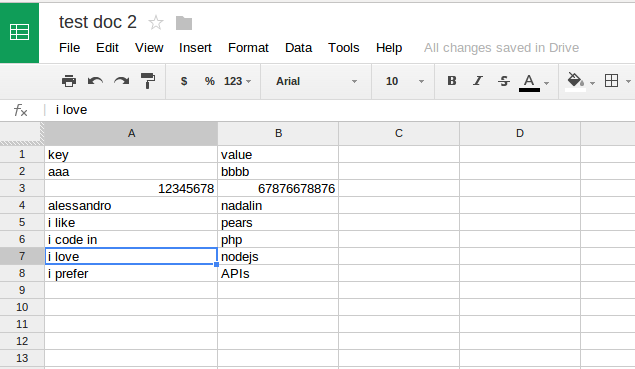 test doc 2
File Edit View Insert Format Data Tools Help All changes saved in Drive
$ % 123 Arial 10 B I S A
fx i love
A B C D
1 key value
2 aaa bbbb
3 12345678 67876678876
4 alessandro nadalin
5 i like pears
6 i code in php
7 i love nodejs
8 i prefer APIs
9
10
11
12
13